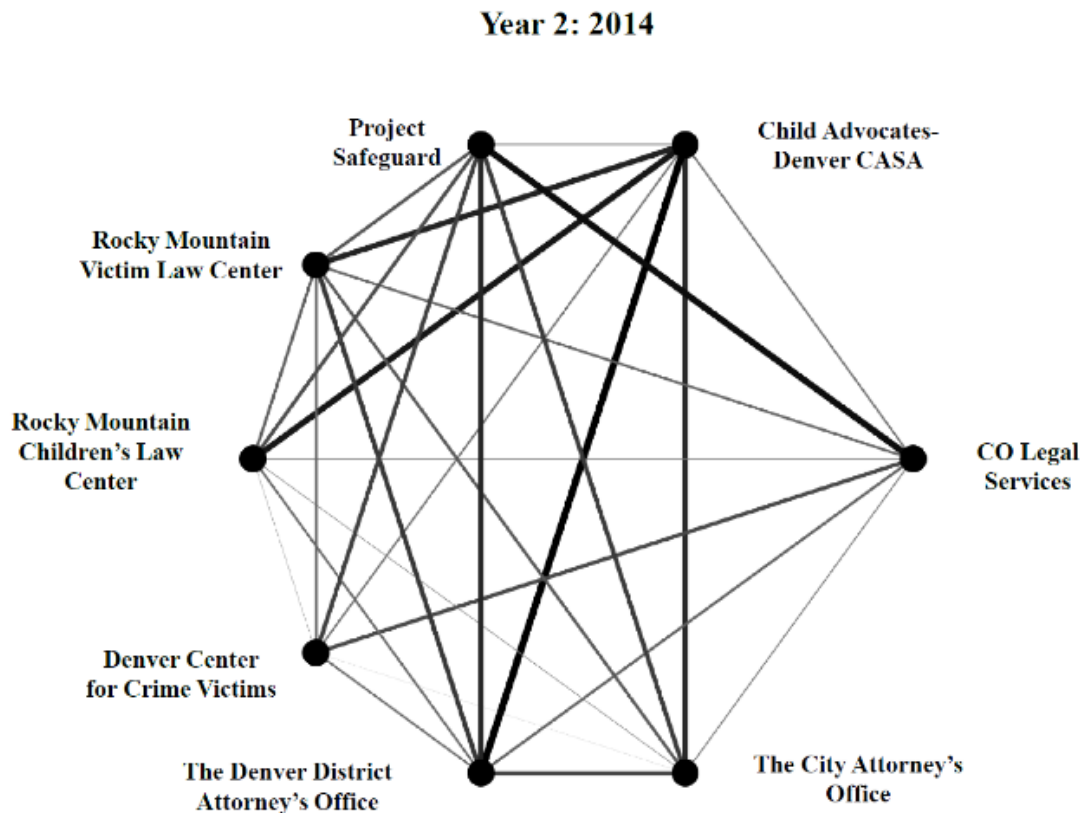 Year 2: 2014
Project
Safeguard
Child Advocates-
Denver CASA
Rocky Mountain
Victim Law Center
Rocky Mountain
Children's Law
Center
CO Legal
Services
Denver Center
for Crime Victims
The Denver District
Attorney's Office
The City Attorney's
Office